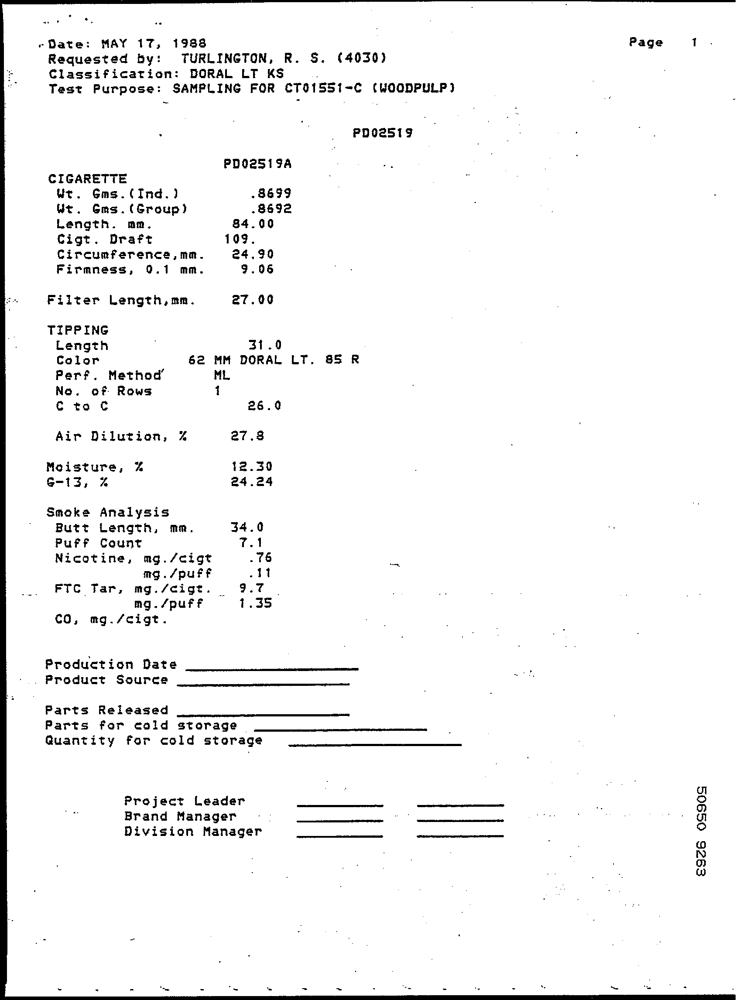 Date: MAY 17, 1988 Page 1
Requested by: TURLINGTON, R. S. (4030)
Classification: DORAL LT KS
Test Purpose: SAMPLING FOR CT01551-C (WOODPULP)
PD02519
PD02519A
CIGARETTE
Wt. Gms.(Ind.) .8699
Wt. Gms.(Group) .8692
Length. mm. 84.00
Cigt. Draft 109.
Circumference,mm. 24.90
Firmness, 0.1 mm. 9.06
Filter Length,mm. 27.00
TIPPING
Length 31.0
Color 62 MM DORAL LT. 85 R
Perf. Method ML
No. of Rows 1
C to C 26.0
Air Dilution, % 27.8
Moisture, % 12.30
G-13, % 24.24
Smoke Analysis
Butt Length, mm. 34.0
Puff Count 7.1
Nicotine, mg./cigt .76
mg./puff .11
FTC Tar, mg./cigt. 9.7
mg./puff 1.35
CO, mg./cigt.
Production Date
Product Source
Parts Released
Parts for cold storage
Quantity for cold storage
Project Leader
Brand Manager
Division Manager
50650 9263